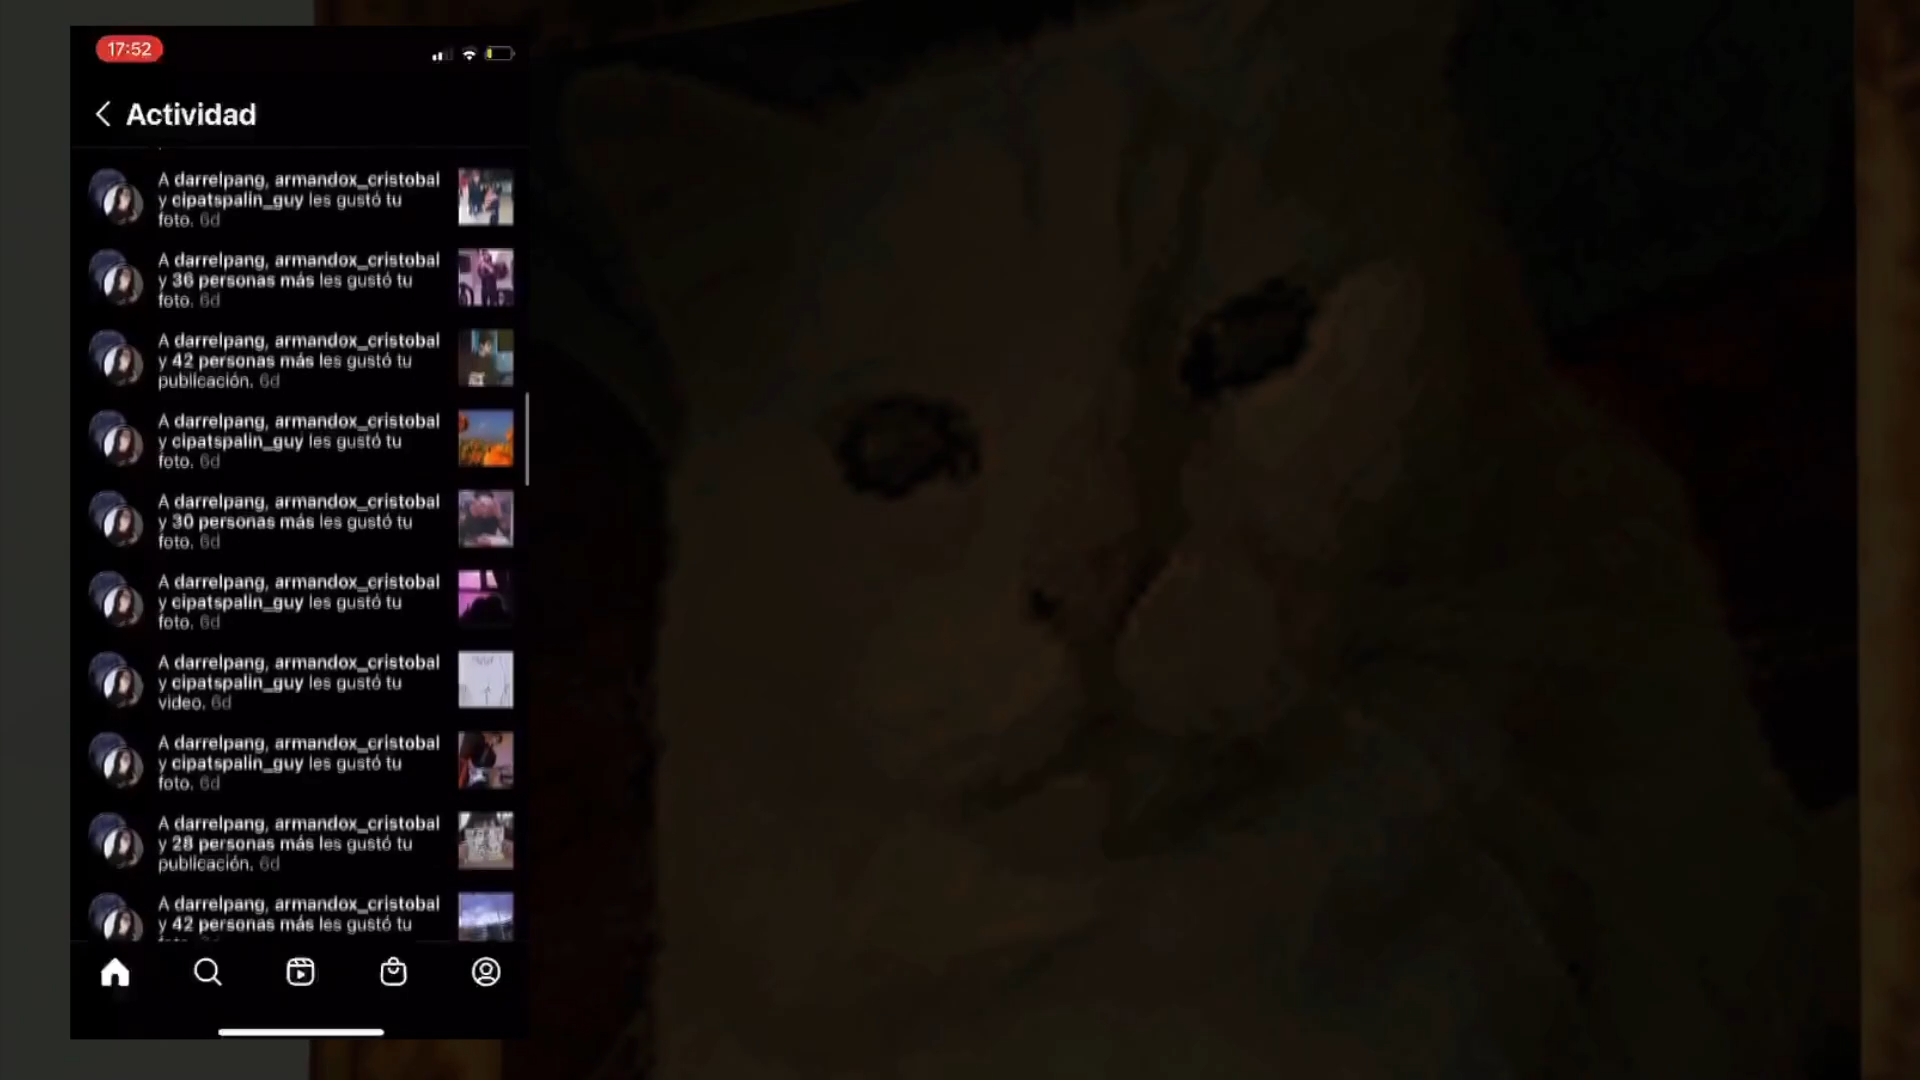 17:52
Actividad
A darrelpang, armandox_cristobal
y cipatspalin_guy les gustó tu
foto. 6d
A darrelpang, armandox_cristobal
y 36 personas más les gustó tu
foto. 6d
A darrelpang, armandox_cristobal
y 42 personas más les gustó tu
publicación. 6d
A darrelpang, armandox_cristobal
y cipatspalin_guy les gustó tu
foto. 6d
A darrelpang, armandox_cristobal
y 30 personas más les gustó tu
foto. 6d
A darrelpang, armandox_cristobal
y cipatspalin_guy les gustó tu
foto. 6d
A darrelpang, armandox_cristobal
y cipatspalin_guy les gustó tu
video. 6d
A darrelpang, armandox_cristobal
y cipatspalin_guy les gustó tu
foto. 6d
A darrelpang, armandox_cristobal
y 28 personas más les gustó tu
publicación. 6d
A darrelpang, armandox_cristobal
y 42 personas más les gustó tu